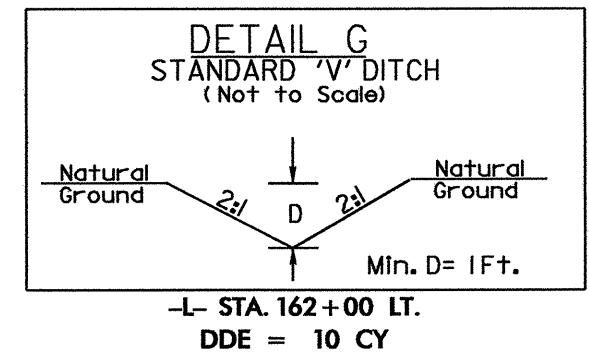 DETAIL G
STANDARD 'V' DITCH
(Not to Scale)
Natural
Ground
2:1
D
2:1
Natural
Ground
Min. D= 1Ft.
-L- STA. 162+00 LT.
DDE = 10 CY